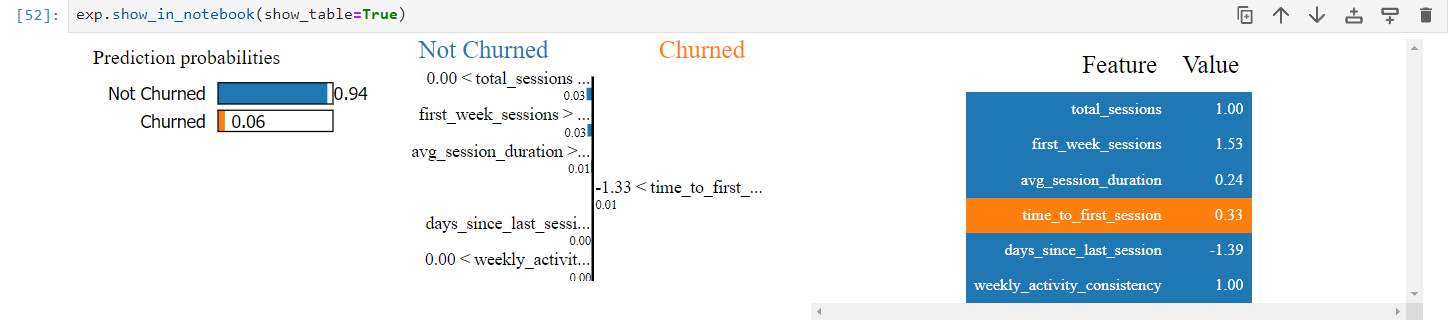 [52]: exp.show_in_notebook(show_table=True)
Prediction probabilities
Not Churned 0.94
Churned 0.06
Not Churned Churned
0.00 < total_sessions ...
0.03
first_week_sessions > ...
0.03
avg_session_duration >...
0.01
-1.33 < time_to_first_...
0.01
days_since_last_sessi...
0.00
0.00 < weekly_activit...
0.00
Feature Value
total_sessions 1.00
first_week_sessions 1.53
avg_session_duration 0.24
time_to_first_session 0.33
days_since_last_session -1.39
weekly_activity_consistency 1.00